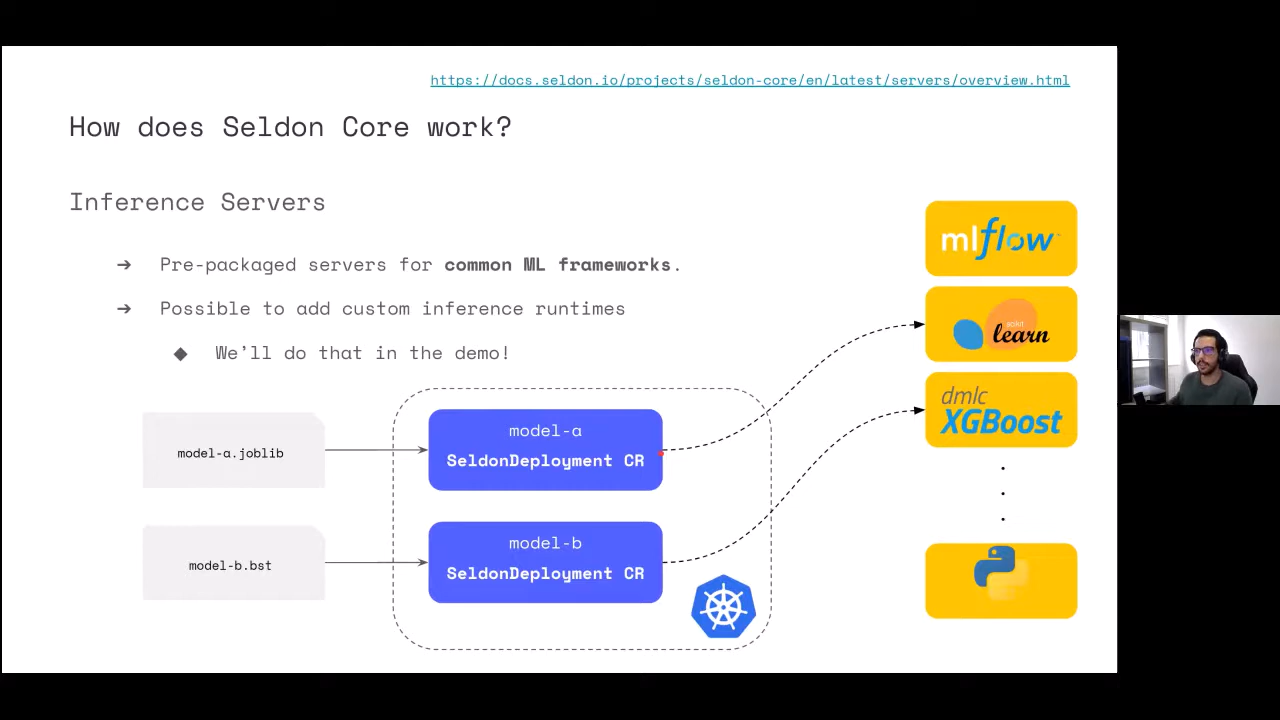 https://docs.seldon.io/projects/seldon-core/en/latest/servers/overview.html
How does Seldon Core work?
Inference Servers
➔ Pre-packaged servers for common ML frameworks.
➔ Possible to add custom inference runtimes
◆ We'll do that in the demo!
mlflow™
scikit
learn
dmlc
XGBoost
model-a.joblib
model-a
SeldonDeployment CR
model-b.bst
model-b
SeldonDeployment CR